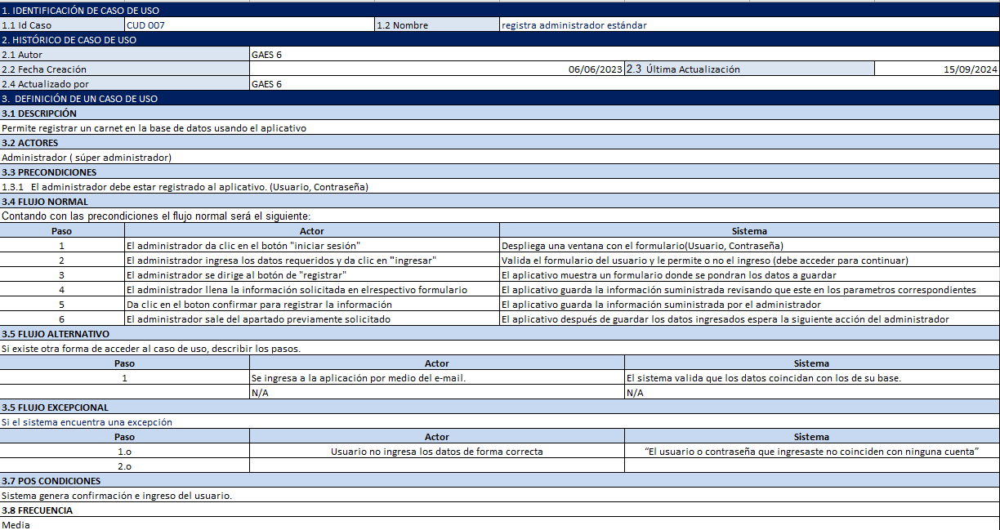 1. IDENTIFICACIÓN DE CASO DE USO
1.1 Id Caso CUD 007 1.2 Nombre registra administrador estándar
2. HISTÓRICO DE CASO DE USO
2.1 Autor GAES 6
2.2 Fecha Creación 06/06/2023 2.3 Última Actualización 15/09/2024
2.4 Actualizado por GAES 6
3. DEFINICIÓN DE UN CASO DE USO
3.1 DESCRIPCIÓN
Permite registrar un carnet en la base de datos usando el aplicativo
3.2 ACTORES
Administrador ( súper administrador)
3.3 PRECONDICIONES
1.3.1 El administrador debe estar registrado al aplicativo. (Usuario, Contraseña)
3.4 FLUJO NORMAL
Contando con las precondiciones el flujo normal será el siguiente:
Paso Actor Sistema
1 El administrador da clic en el botón "iniciar sesión" Despliega una ventana con el formulario(Usuario, Contraseña)
2 El administrador ingresa los datos requeridos y da clic en "ingresar" Valida el formulario del usuario y le permite o no el ingreso (debe acceder para continuar)
3 El administrador se dirige al botón de "registrar" El aplicativo muestra un formulario donde se pondran los datos a guardar
4 El administrador llena la información solicitada en elrespectivo formulario El aplicativo guarda la información suministrada revisando que este en los parametros correspondientes
5 Da clic en el boton confirmar para registrar la información El aplicativo guarda la información suministrada por el administrador
6 El administrador sale del apartado previamente solicitado El aplicativo después de guardar los datos ingresados espera la siguiente acción del administrador
3.5 FLUJO ALTERNATIVO
Si existe otra forma de acceder al caso de uso, describir los pasos.
Paso Actor Sistema
1 Se ingresa a la aplicación por medio del e-mail. El sistema valida que los datos coincidan con los de su base.
N/A N/A
3.5 FLUJO EXCEPCIONAL
Si el sistema encuentra una excepción
Paso Actor Sistema
1.o Usuario no ingresa los datos de forma correcta “El usuario o contraseña que ingresaste no coinciden con ninguna cuenta”
2.o
3.7 POS CONDICIONES
Sistema genera confirmación e ingreso del usuario.
3.8 FRECUENCIA
Media